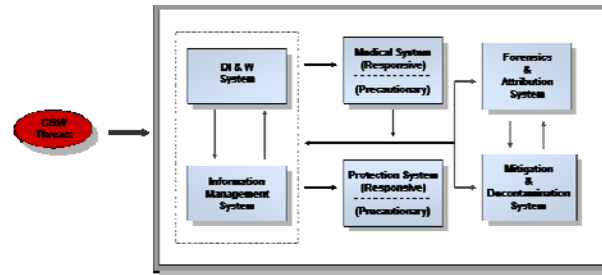 CBW
Threats
DI & W
System
Information
Management
System
Medical System
(Responsive)
(Precautionary)
Protection System
(Responsive)
(Precautionary)
Forensics
&
Attribution
System
Mitigation
&
Decontamination
System